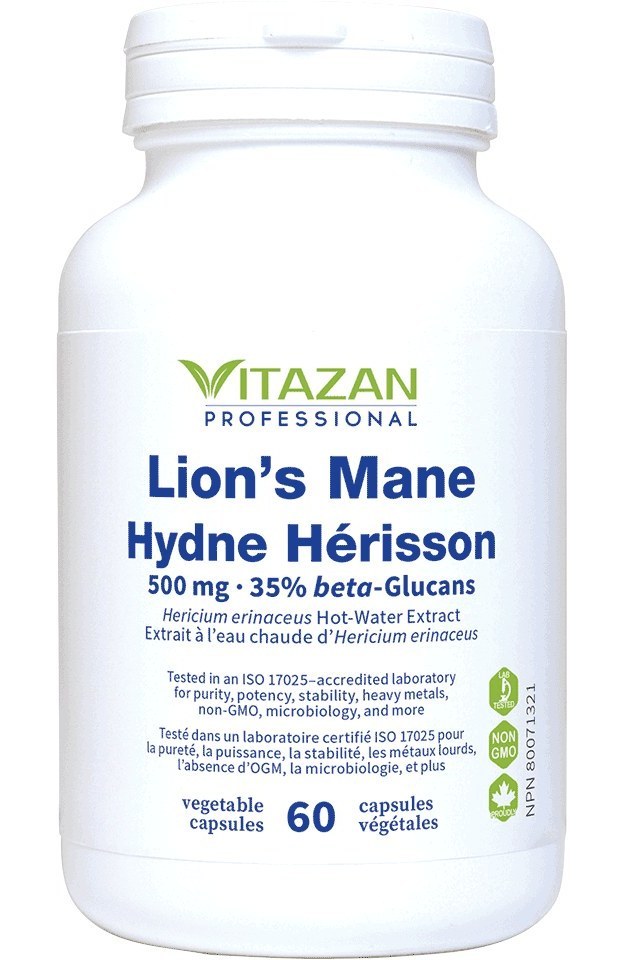 VITAZAN
PROFESSIONAL
Lion's Mane
Hydne Hérisson
500 mg · 35% beta-Glucans
Hericium erinaceus Hot-Water Extract
Extrait à l'eau chaude d'Hericium erinaceus
Tested in an ISO 17025–accredited laboratory
for purity, potency, stability, heavy metals,
non-GMO, microbiology, and more
Testé dans un laboratoire certifié ISO 17025 pour
la pureté, la puissance, la stabilité, les métaux lourds,
l'absence d'OGM, la microbiologie, et plus
vegetable
capsules
60
capsules
végétales
LAB
TESTED
NON
GMO
PROUDLY
NPN 80071321